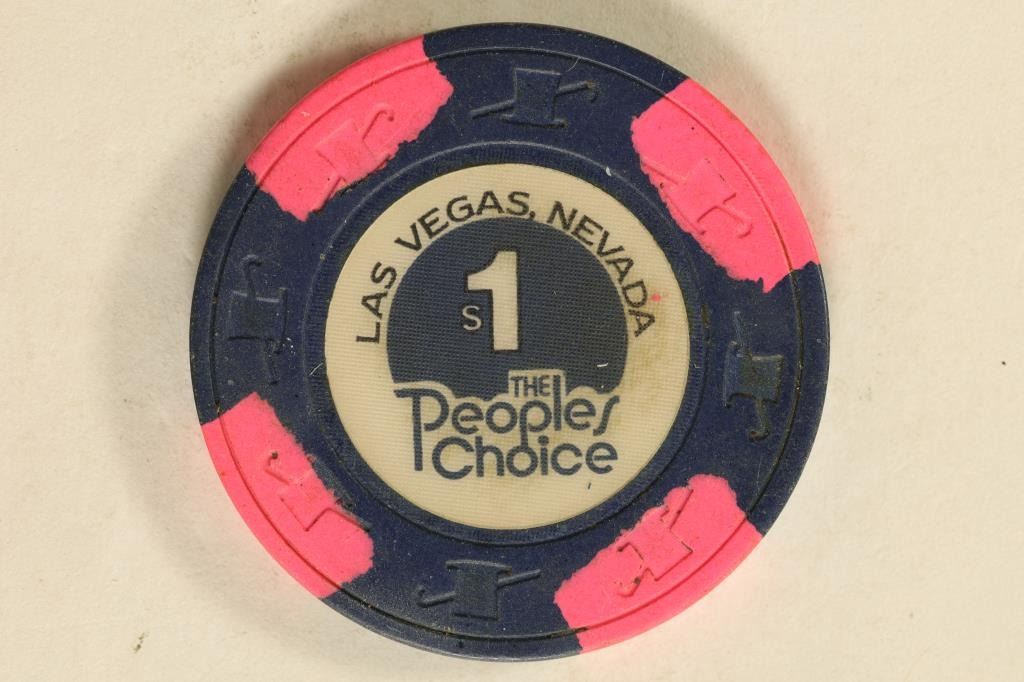 LAS VEGAS, NEVADA
$1
THE
Peoples
Choice